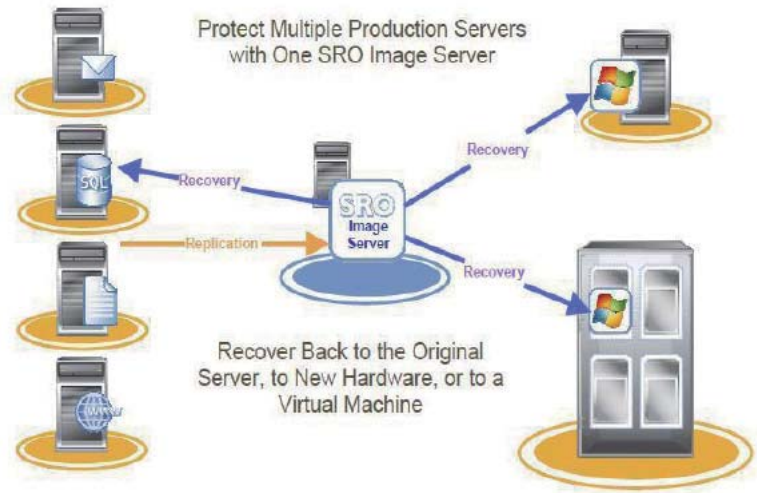 Protect Multiple Production Servers
with One SRO Image Server
SQL
Recovery
Recovery
SRO
Image
Server
Replication
Recovery
Recover Back to the Original
Server, to New Hardware, or to a
Virtual Machine
www